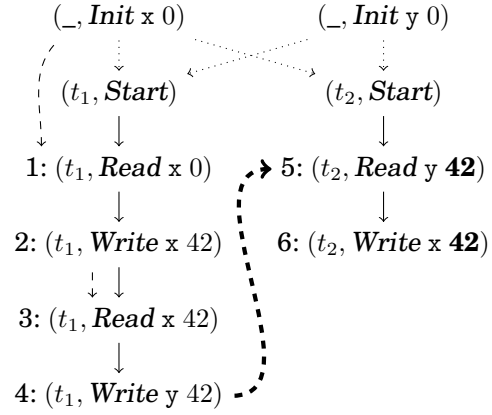 (_, Init x 0) (_, Init y 0)
(t₁, Start) (t₂, Start)
1: (t₁, Read x 0) 5: (t₂, Read y 42)
2: (t₁, Write x 42) 6: (t₂, Write x 42)
3: (t₁, Read x 42)
4: (t₁, Write y 42)